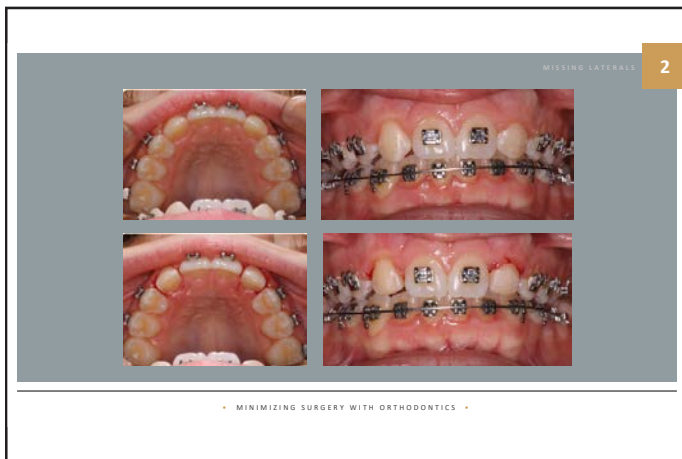 MISSING LATERALS
2
• MINIMIZING SURGERY WITH ORTHODONTICS •